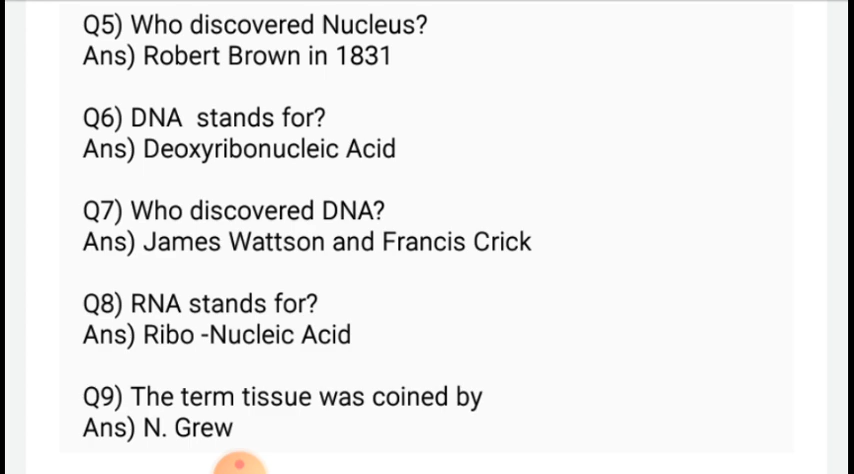 Q5) Who discovered Nucleus?
Ans) Robert Brown in 1831
Q6) DNA  stands for?
Ans) Deoxyribonucleic Acid
Q7) Who discovered DNA?
Ans) James Wattson and Francis Crick
Q8) RNA stands for?
Ans) Ribo -Nucleic Acid
Q9) The term tissue was coined by
Ans) N. Grew